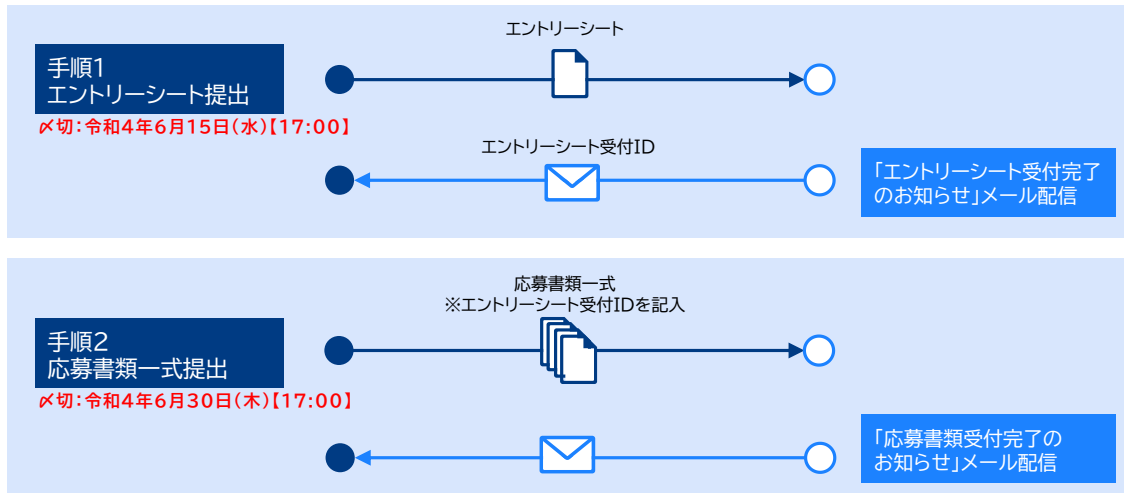 エントリーシート
手順1
エントリーシート提出
〆切:令和4年6月15日(水)【17:00】
エントリーシート受付ID
「エントリーシート受付完了
のお知らせ」メール配信
応募書類一式
※エントリーシート受付IDを記入
手順2
応募書類一式提出
〆切:令和4年6月30日(木)【17:00】
「応募書類受付完了の
お知らせ」メール配信